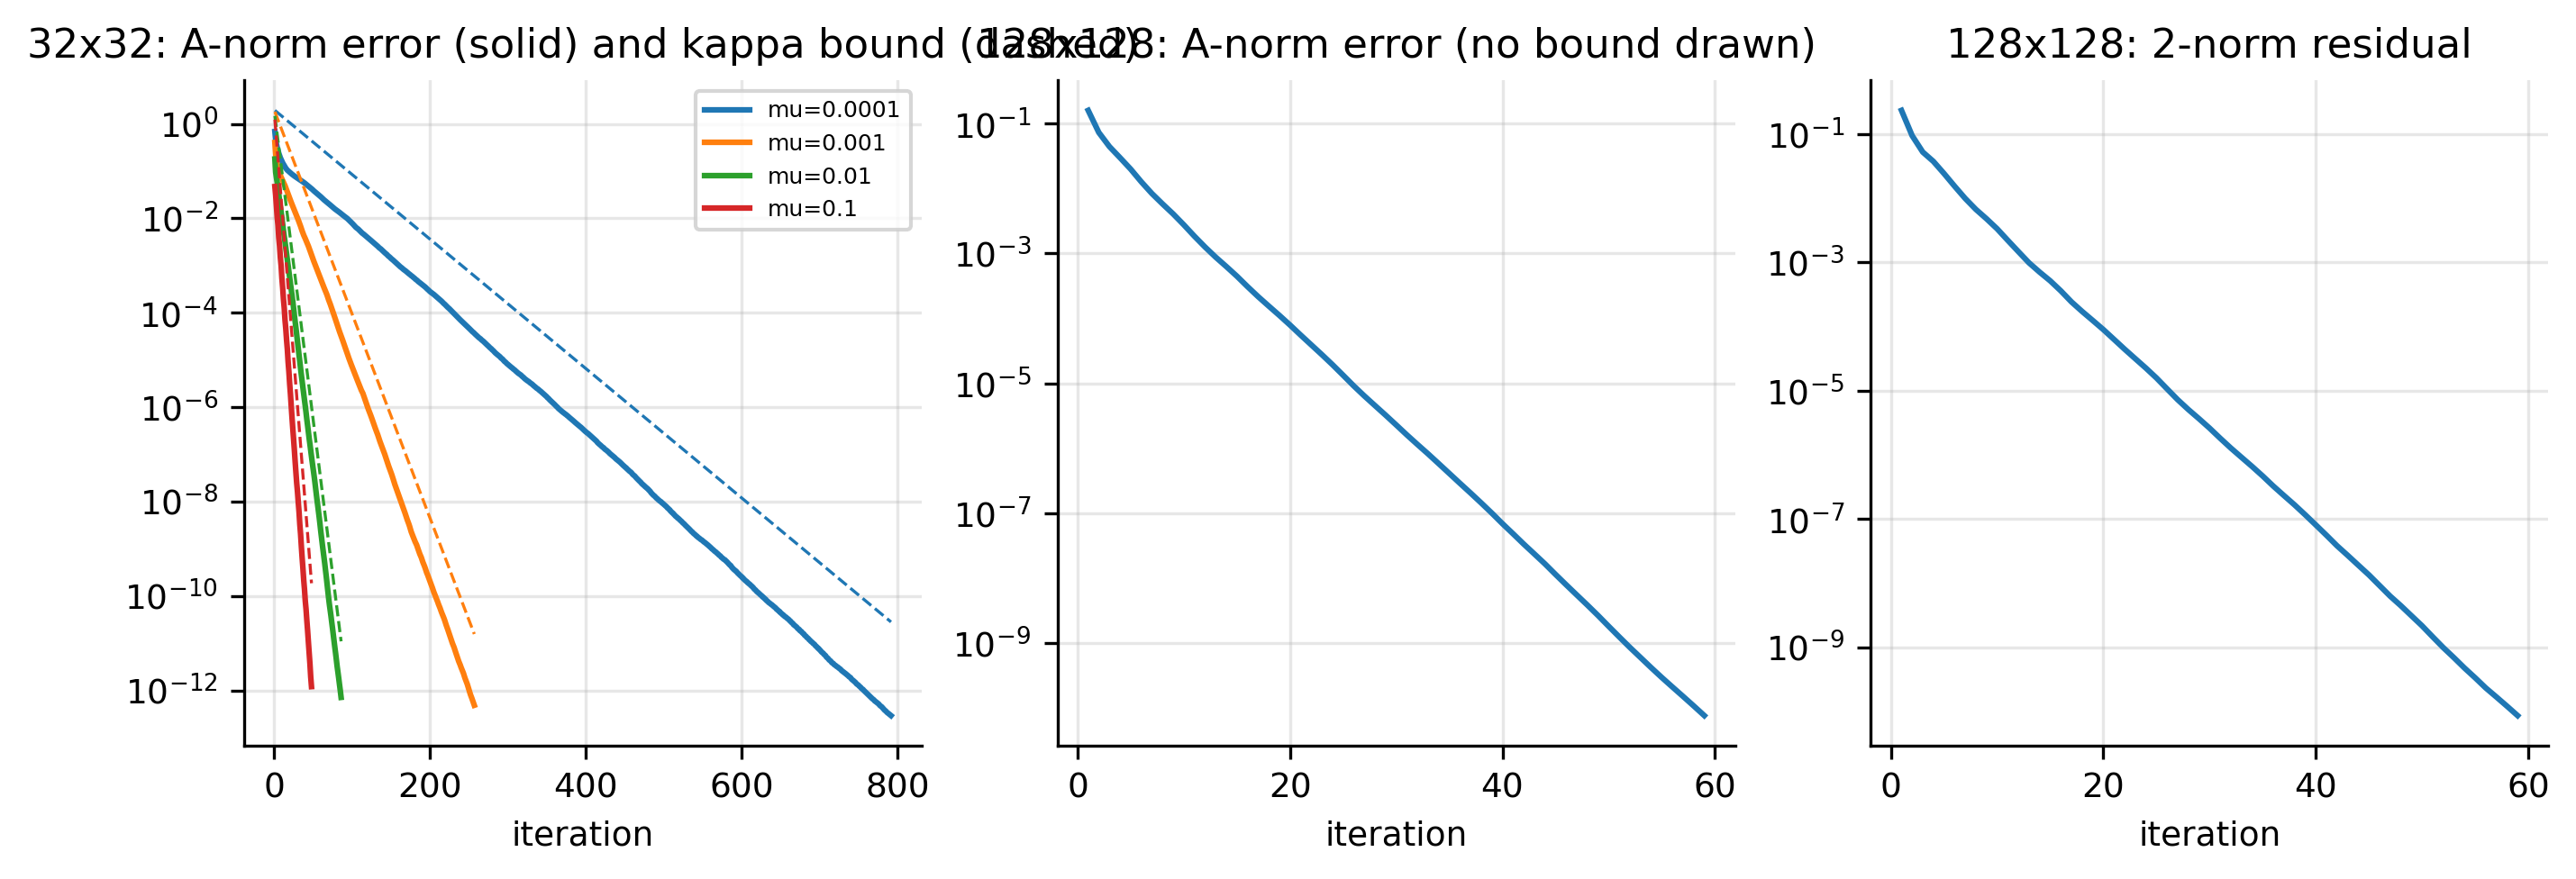 32x32: A-norm error (solid) and kappa bound (dashed)
128x128: A-norm error (no bound drawn)
128x128: 2-norm residual
10⁰
10⁻²
10⁻⁴
10⁻⁶
10⁻⁸
10⁻¹⁰
10⁻¹²
mu=0.0001
mu=0.001
mu=0.01
mu=0.1
0 200 400 600 800
iteration
10⁻¹
10⁻³
10⁻⁵
10⁻⁷
10⁻⁹
0 20 40 60
iteration
10⁻¹
10⁻³
10⁻⁵
10⁻⁷
10⁻⁹
0 20 40 60
iteration